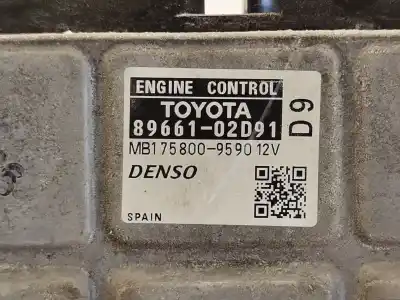 ENGINE CONTROL
TOYOTA
89661-02D91
D9
MB175800-9590 12V
DENSO
SPAIN